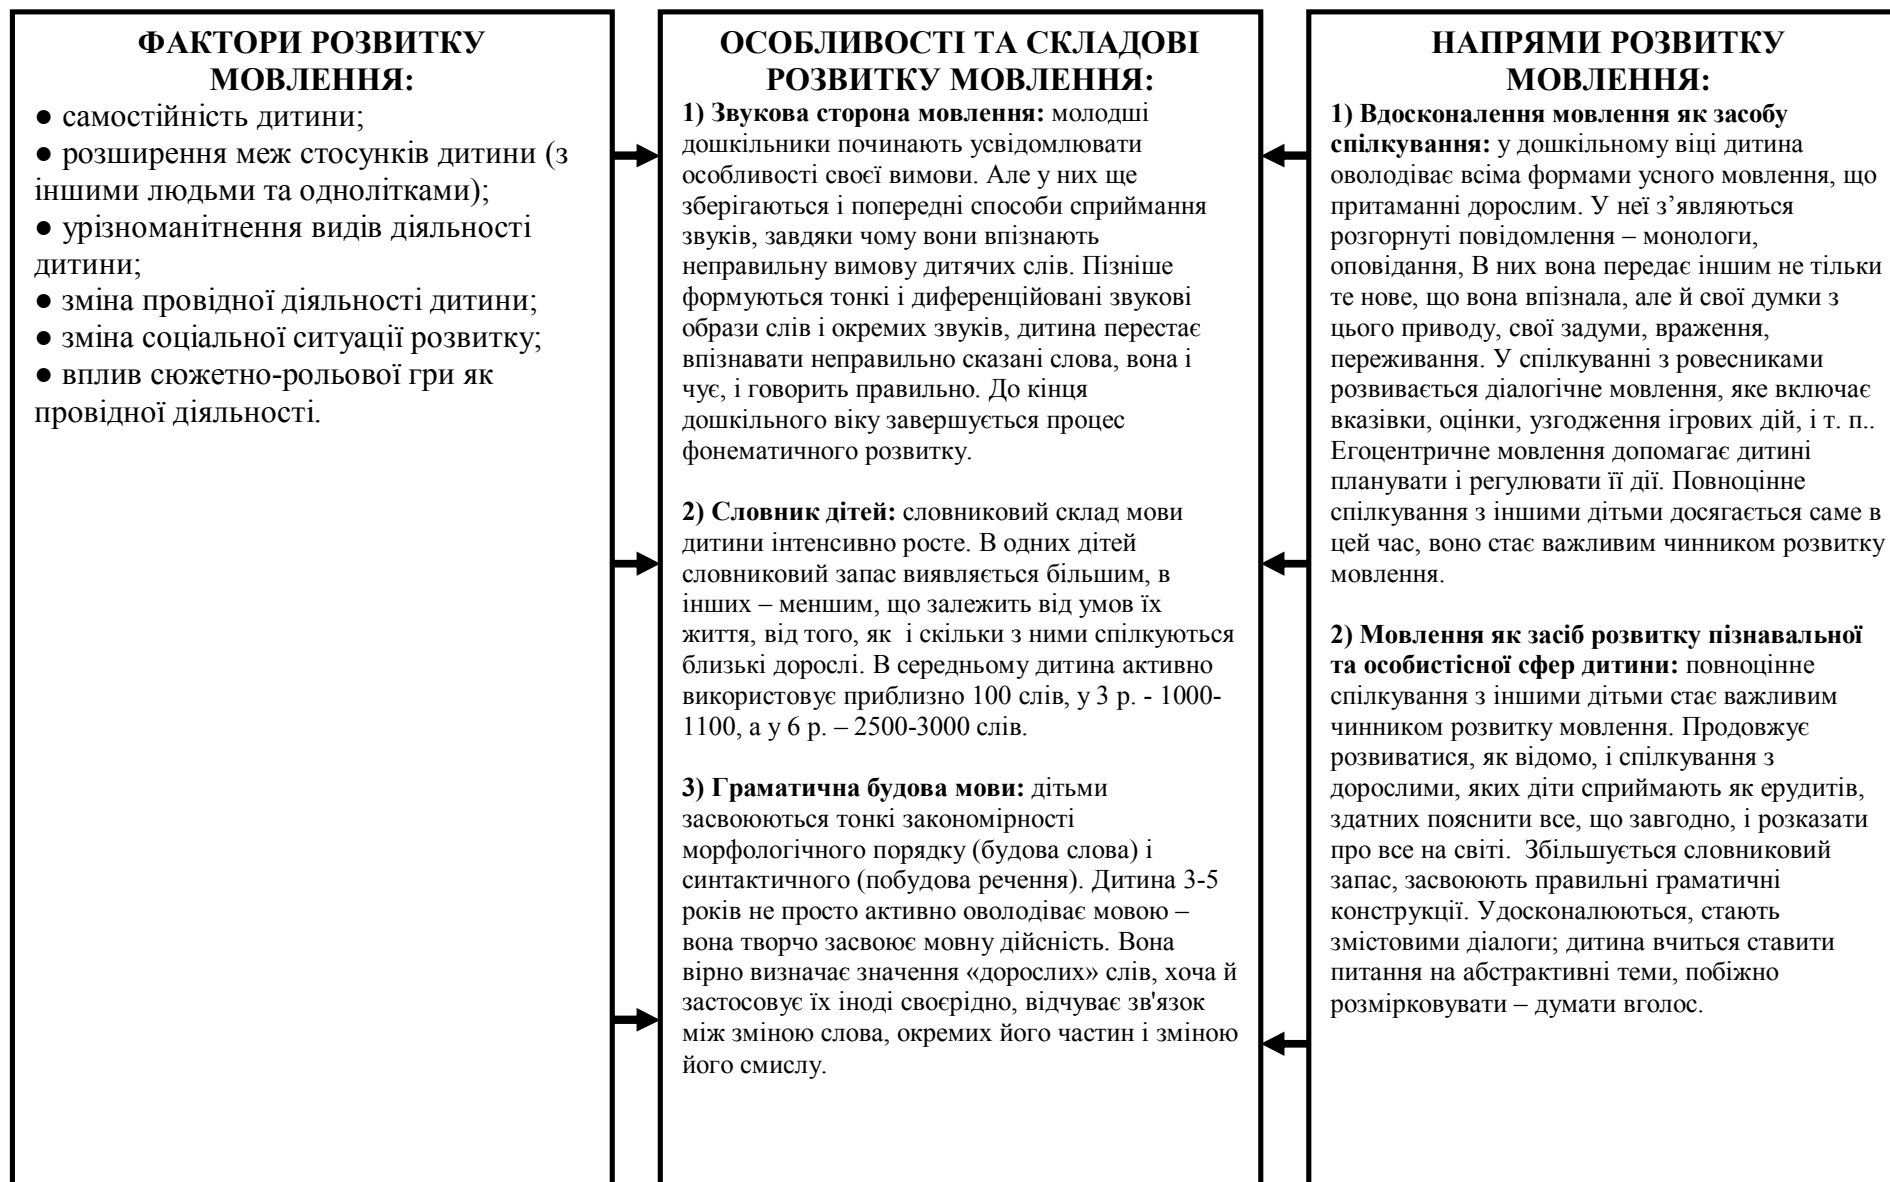 ФАКТОРИ РОЗВИТКУ
МОВЛЕННЯ:
● самостійність дитини;
● розширення меж стосунків дитини (з
іншими людьми та однолітками);
● урізноманітнення видів діяльності
дитини;
● зміна провідної діяльності дитини;
● зміна соціальної ситуації розвитку;
● вплив сюжетно-рольової гри як
провідної діяльності.
ОСОБЛИВОСТІ ТА СКЛАДОВІ
РОЗВИТКУ МОВЛЕННЯ:
1) Звукова сторона мовлення: молодші
дошкільники починають усвідомлювати
особливості своєї вимови. Але у них ще
зберігаються і попередні способи сприймання
звуків, завдяки чому вони впізнають
неправильну вимову дитячих слів. Пізніше
формуються тонкі і диференційовані звукові
образи слів і окремих звуків, дитина перестає
впізнавати неправильно сказані слова, вона і
чує, і говорить правильно. До кінця
дошкільного віку завершується процес
фонематичного розвитку.
2) Словник дітей: словниковий склад мови
дитини інтенсивно росте. В одних дітей
словниковий запас виявляється більшим, в
інших – меншим, що залежить від умов їх
життя, від того, як і скільки з ними спілкуються
близькі дорослі. В середньому дитина активно
використовує приблизно 100 слів, у 3 р. - 1000-
1100, а у 6 р. – 2500-3000 слів.
3) Граматична будова мови: дітьми
засвоюються тонкі закономірності
морфологічного порядку (будова слова) і
синтактичного (побудова речення). Дитина 3-5
років не просто активно оволодіває мовою –
вона творчо засвоює мовну дійсність. Вона
вірно визначає значення «дорослих» слів, хоча й
застосовує їх іноді своєрідно, відчуває зв'язок
між зміною слова, окремих його частин і зміною
його смислу.
НАПРЯМИ РОЗВИТКУ
МОВЛЕННЯ:
1) Вдосконалення мовлення як засобу
спілкування: у дошкільному віці дитина
оволодіває всіма формами усного мовлення, що
притаманні дорослим. У неї з’являються
розгорнуті повідомлення – монологи,
оповідання, В них вона передає іншим не тільки
те нове, що вона впізнала, але й свої думки з
цього приводу, свої задуми, враження,
переживання. У спілкуванні з ровесниками
розвивається діалогічне мовлення, яке включає
вказівки, оцінки, узгодження ігрових дій, і т. п..
Егоцентричне мовлення допомагає дитині
планувати і регулювати її дії. Повноцінне
спілкування з іншими дітьми досягається саме в
цей час, воно стає важливим чинником розвитку
мовлення.
2) Мовлення як засіб розвитку пізнавальної
та особистісної сфер дитини: повноцінне
спілкування з іншими дітьми стає важливим
чинником розвитку мовлення. Продовжує
розвиватися, як відомо, і спілкування з
дорослими, яких діти сприймають як ерудитів,
здатних пояснити все, що завгодно, і розказати
про все на світі. Збільшується словниковий
запас, засвоюють правильні граматичні
конструкції. Удосконалюються, стають
змістовими діалоги; дитина вчиться ставити
питання на абстрактивні теми, побіжно
розмірковувати – думати вголос.